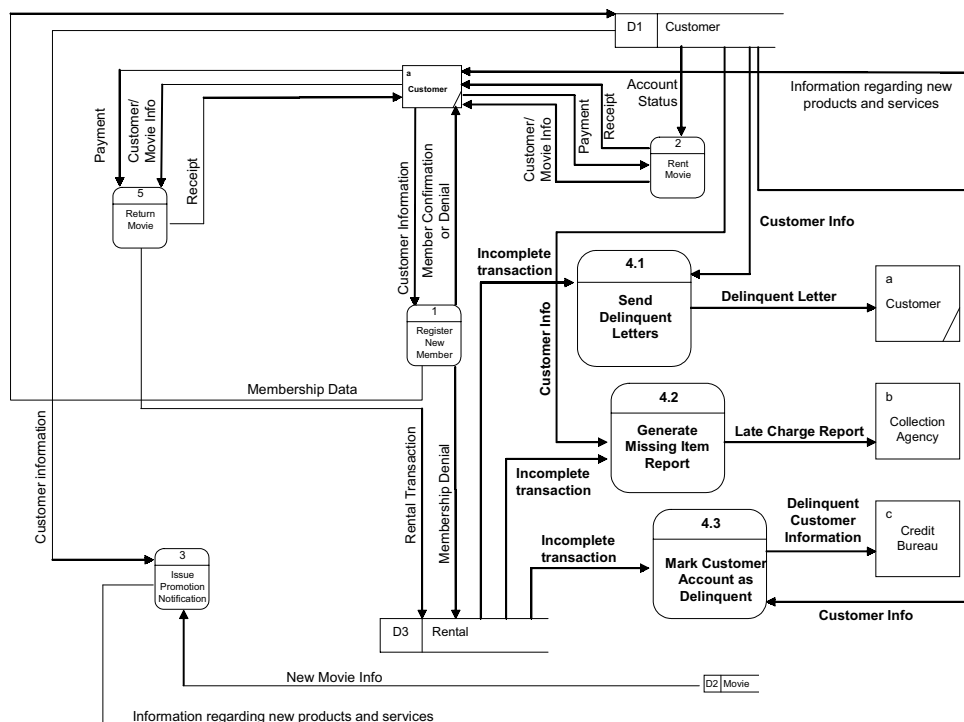 D1
Customer
a
Customer
Information regarding new
products and services
Account
Status
Payment
Customer/
Movie Info
Receipt
Customer/
Movie Info
Payment
Receipt
2
Rent
Movie
5
Return
Movie
Customer Information
Member Confirmation
or Denial
Customer Info
Incomplete
transaction
4.1
Send
Delinquent
Letters
Delinquent Letter
a
Customer
1
Register
New
Member
Customer Info
Membership Data
4.2
Generate
Missing Item
Report
Late Charge Report
b
Collection
Agency
Customer information
Rental Transaction
Membership Denial
Incomplete
transaction
Delinquent
Customer
Information
c
Credit
Bureau
4.3
Mark Customer
Account as
Delinquent
Incomplete
transaction
3
Issue
Promotion
Notification
Customer Info
D3
Rental
New Movie Info
D2
Movie
Information regarding new products and services